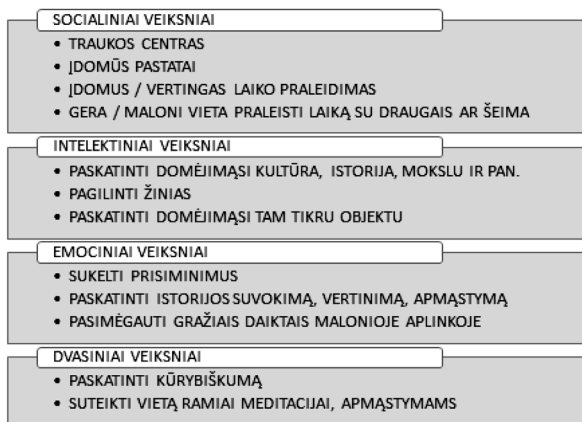 SOCIALINIAI VEIKSNIAI
• TRAUKOS CENTRAS
• ĮDOMŪS PASTATAI
• ĮDOMUS / VERTINGAS LAIKO PRALEIDIMAS
• GERA / MALONI VIETA PRALEISTI LAIKĄ SU DRAUGAIS AR ŠEIMA
INTELEKTINIAI VEIKSNIAI
• PASKATINTI DOMĖJIMĄSI KULTŪRA, ISTORIJA, MOKSLU IR PAN.
• PAGILINTI ŽINIAS
• PASKATINTI DOMĖJIMĄSI TAM TIKRU OBJEKTU
EMOCINIAI VEIKSNIAI
• SUKELTI PRISIMINIMUS
• PASKATINTI ISTORIJOS SUVOKIMĄ, VERTINIMĄ, APMĄSTYMĄ
• PASIMĖGAUTI GRAŽIAIS DAIKTAIS MALONIOJE APLINKOJE
DVASINIAI VEIKSNIAI
• PASKATINTI KŪRYBIŠKUMĄ
• SUTEIKTI VIETĄ RAMIAI MEDITACIJAI, APMĄSTYMAMS